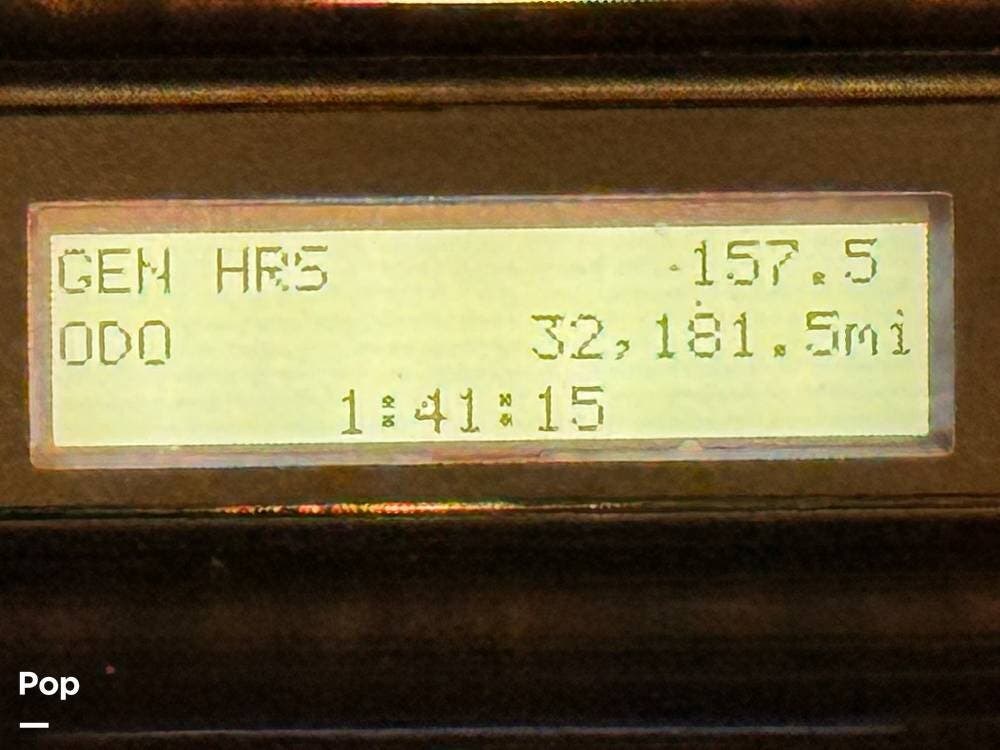 GEN HRS 157.5
ODO 32,181.5mi
1:41:15
Pop